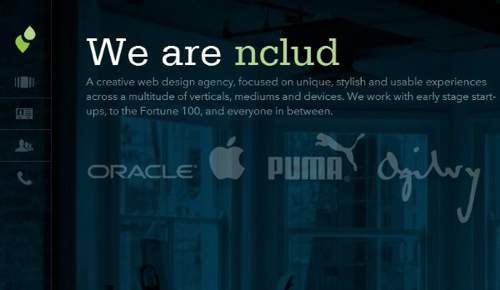 We are nclud
A creative web design agency, focused on unique, stylish and usable experiences
across a multitude of verticals, mediums and devices. We work with early stage start-
ups, to the Fortune 100, and everyone in between.
ORACLE PUMA Ogilvy